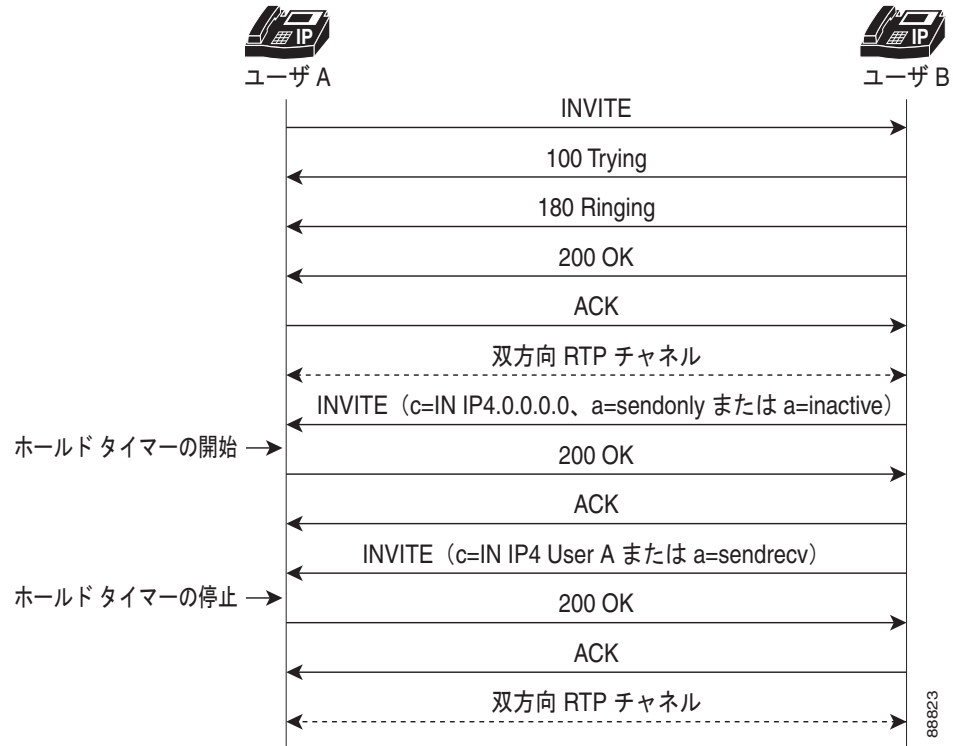 IP
IP
ユーザ A
ユーザ B
INVITE
100 Trying
180 Ringing
200 OK
ACK
双方向 RTP チャネル
INVITE（c=IN IP4.0.0.0.0、a=sendonly または a=inactive）
ホールド タイマーの開始
200 OK
ACK
INVITE（c=IN IP4 User A または a=sendrecv）
ホールド タイマーの停止
200 OK
ACK
双方向 RTP チャネル
88823